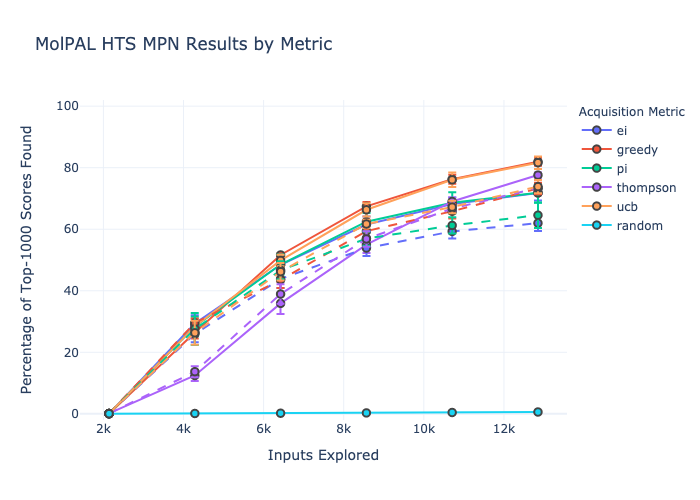 MolPAL HTS MPN Results by Metric
Percentage of Top-1000 Scores Found
100
80
60
40
20
0
2k
4k
6k
8k
10k
12k
Inputs Explored
Acquisition Metric
ei
greedy
pi
thompson
ucb
random